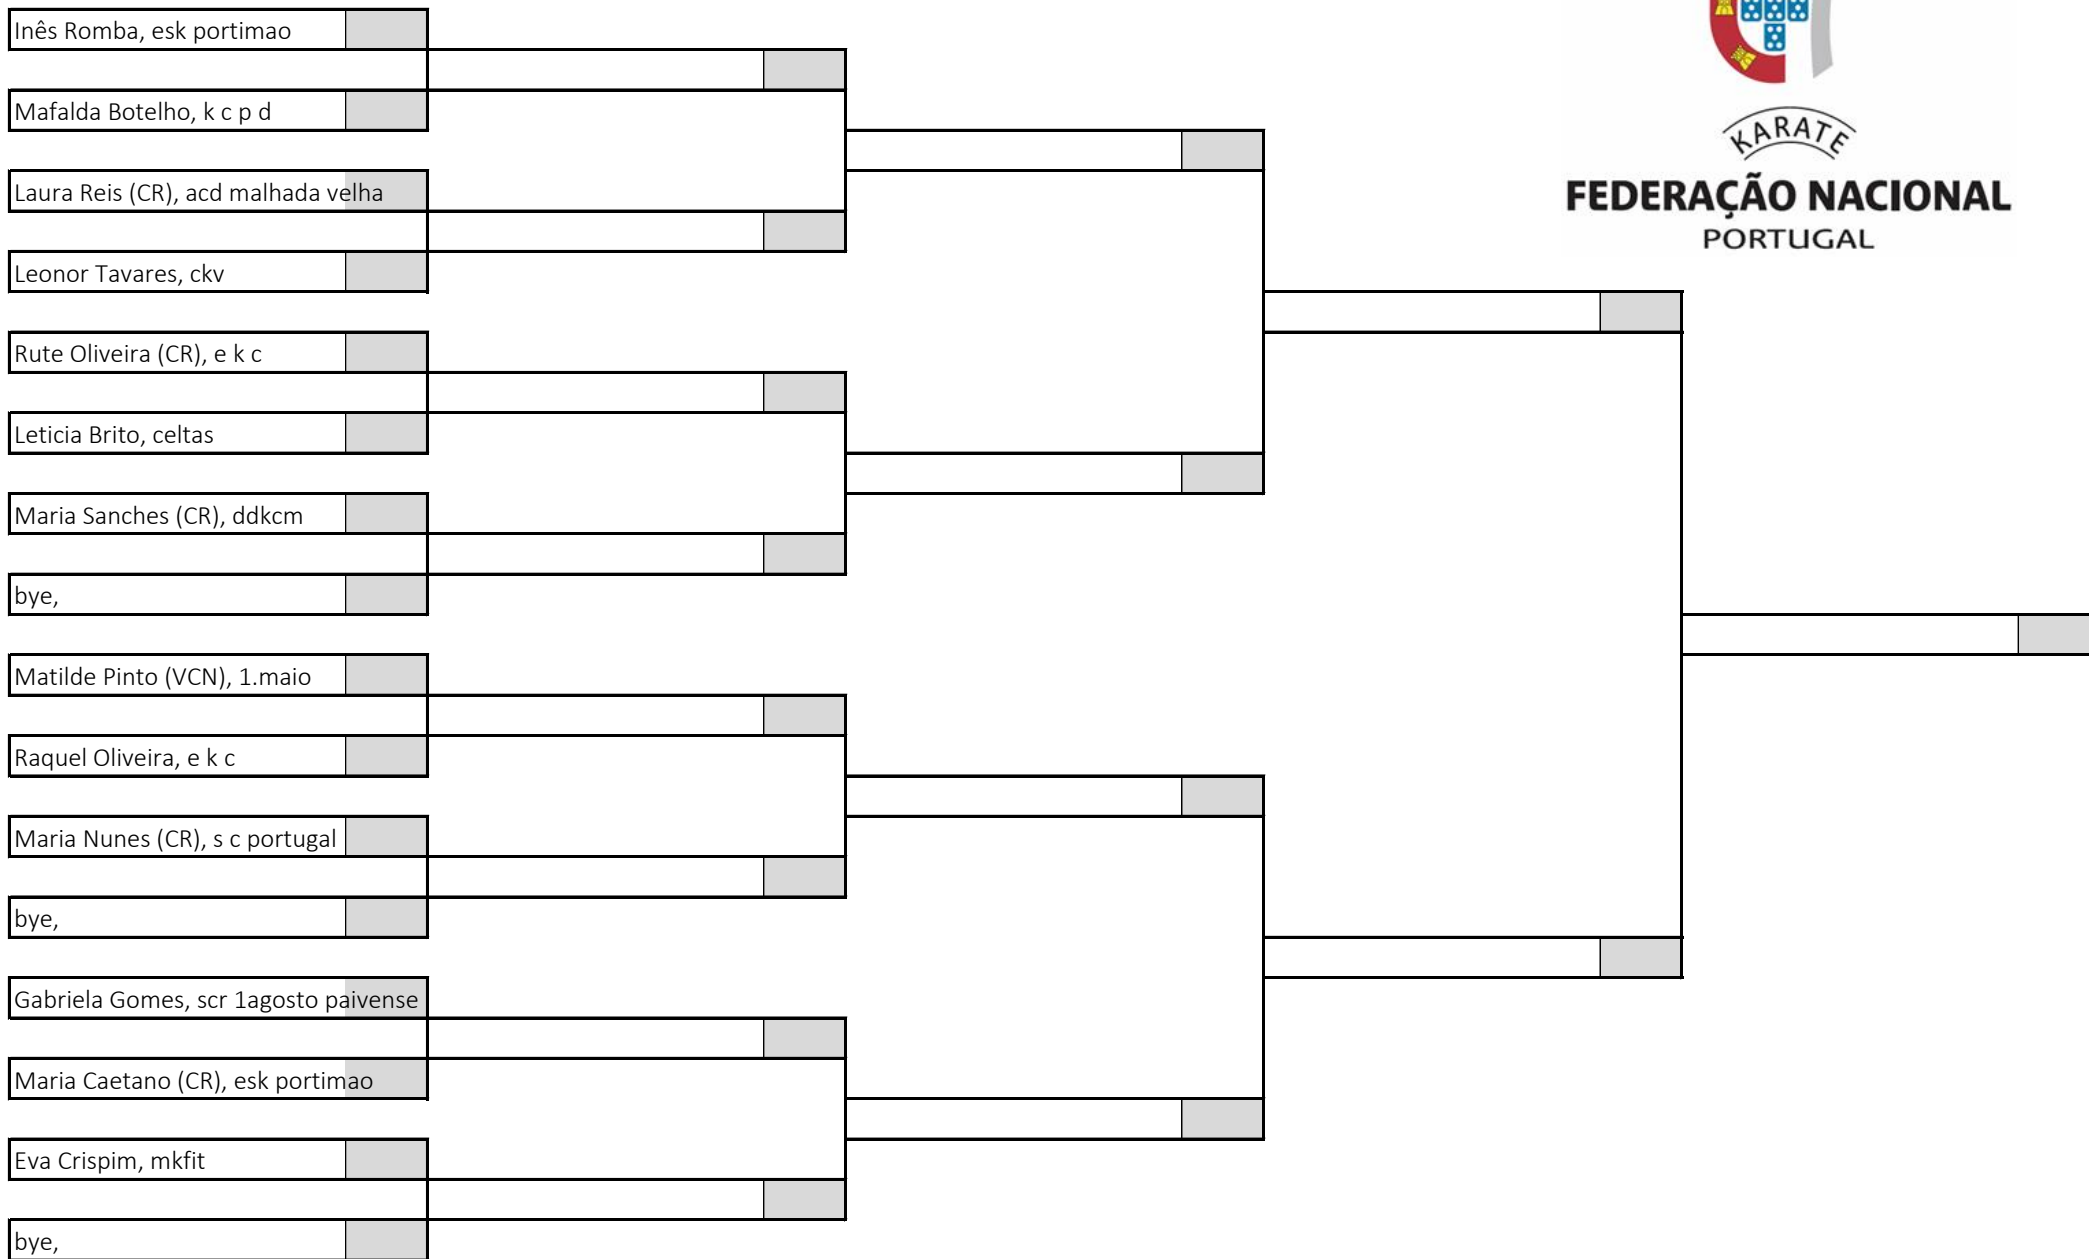 Inês Romba, esk portimao
Mafalda Botelho, k c p d
KARATE
Laura Reis (CR), acd malhada velha
FEDERAÇÃO NACIONAL
PORTUGAL
Leonor Tavares, ckv
Rute Oliveira (CR), e k c
Leticia Brito, celtas
Maria Sanches (CR), ddkcm
bye,
Matilde Pinto (VCN), 1.maio
Raquel Oliveira, e k c
Maria Nunes (CR), s c portugal
bye,
Gabriela Gomes, scr 1agosto paivense
Maria Caetano (CR), esk portimao
Eva Crispim, mkfit
bye,